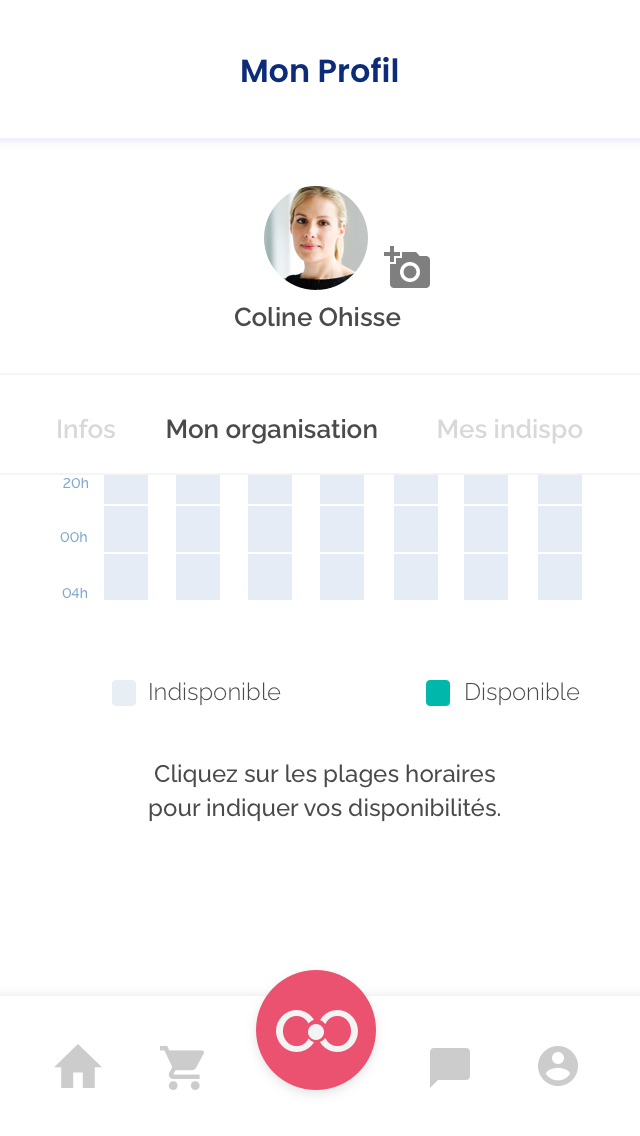 Mon Profil
Coline Ohisse
Infos Mon organisation Mes indispo
20h
00h
04h
Indisponible Disponible
Cliquez sur les plages horaires
pour indiquer vos disponibilités.